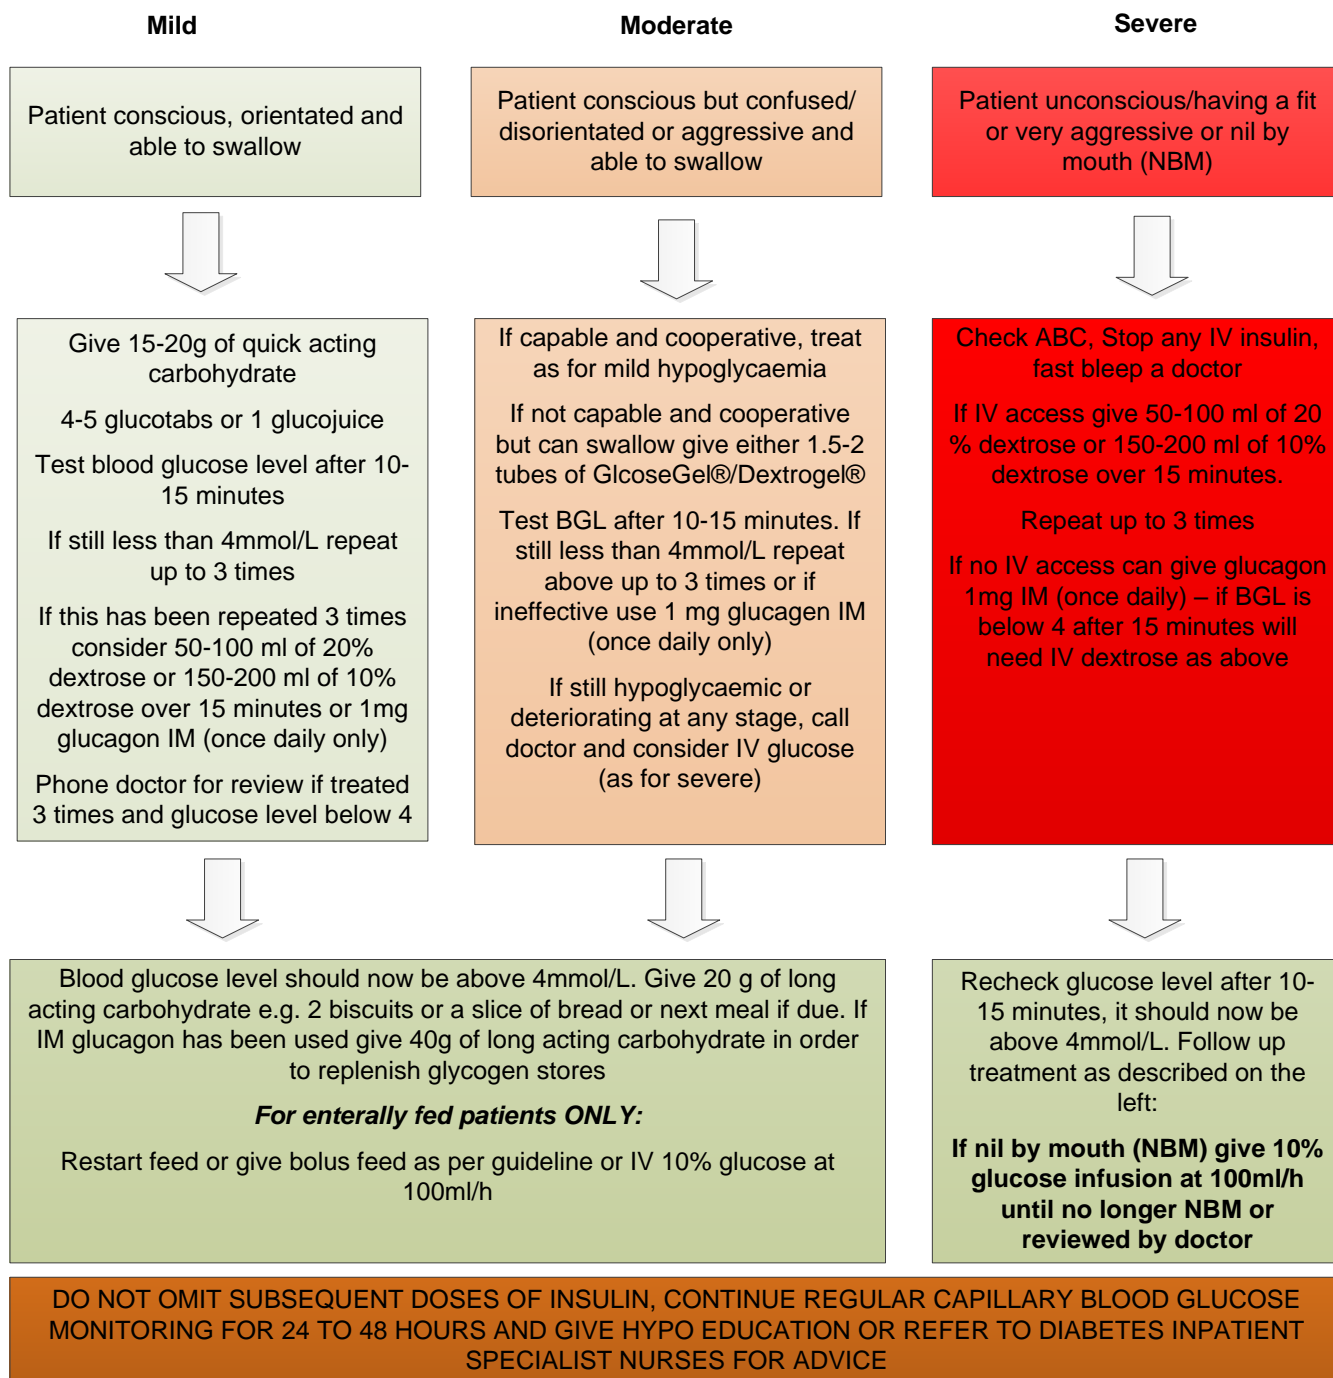 Mild
Patient conscious, orientated and
able to swallow
Give 15-20g of quick acting
carbohydrate
4-5 glucotabs or 1 glucojuice
Test blood glucose level after 10-
15 minutes
If still less than 4mmol/L repeat
up to 3 times
If this has been repeated 3 times
consider 50-100 ml of 20%
dextrose or 150-200 ml of 10%
dextrose over 15 minutes or 1mg
glucagon IM (once daily only)
Phone doctor for review if treated
3 times and glucose level below 4
Moderate
Patient conscious but confused/
disorientated or aggressive and
able to swallow
If capable and cooperative, treat
as for mild hypoglycaemia
If not capable and cooperative
but can swallow give either 1.5-2
tubes of GlcoseGel®/Dextrogel®
Test BGL after 10-15 minutes. If
still less than 4mmol/L repeat
above up to 3 times or if
ineffective use 1 mg glucagen IM
(once daily only)
If still hypoglycaemic or
deteriorating at any stage, call
doctor and consider IV glucose
(as for severe)
Severe
Patient unconscious/having a fit
or very aggressive or nil by
mouth (NBM)
Check ABC, Stop any IV insulin,
fast bleep a doctor
If IV access give 50-100 ml of 20
% dextrose or 150-200 ml of 10%
dextrose over 15 minutes.
Repeat up to 3 times
If no IV access can give glucagon
1mg IM (once daily) – if BGL is
below 4 after 15 minutes will
need IV dextrose as above
Blood glucose level should now be above 4mmol/L. Give 20 g of long
acting carbohydrate e.g. 2 biscuits or a slice of bread or next meal if due. If
IM glucagon has been used give 40g of long acting carbohydrate in order
to replenish glycogen stores
For enterally fed patients ONLY:
Restart feed or give bolus feed as per guideline or IV 10% glucose at
100ml/h
Recheck glucose level after 10-
15 minutes, it should now be
above 4mmol/L. Follow up
treatment as described on the
left:
If nil by mouth (NBM) give 10%
glucose infusion at 100ml/h
until no longer NBM or
reviewed by doctor
DO NOT OMIT SUBSEQUENT DOSES OF INSULIN, CONTINUE REGULAR CAPILLARY BLOOD GLUCOSE
MONITORING FOR 24 TO 48 HOURS AND GIVE HYPO EDUCATION OR REFER TO DIABETES INPATIENT
SPECIALIST NURSES FOR ADVICE